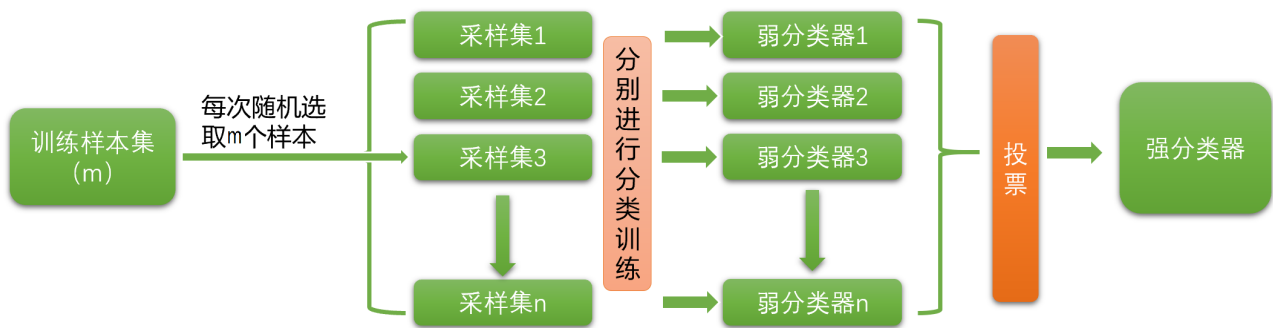 训练样本集
（m）
每次随机选
取m个样本
采样集1
采样集2
采样集3
采样集n
分别进行分类训练
弱分类器1
弱分类器2
弱分类器3
弱分类器n
投票
强分类器